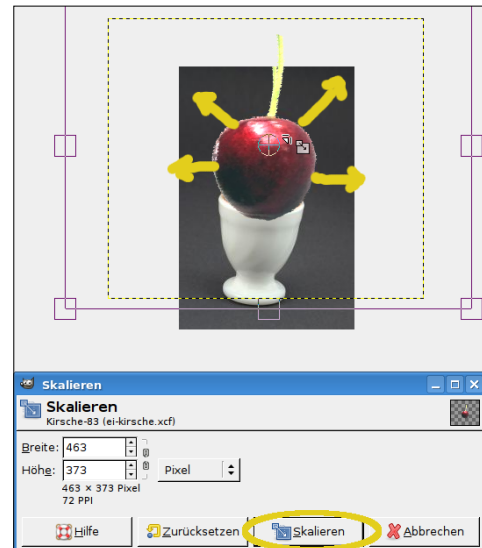 Skalieren
Skalieren
Kirsche-83 (ei-kirsche.xcf)
Breite: 463
Höhe: 373 Pixel
463 × 373 Pixel
72 PPI
Hilfe Zurücksetzen Skalieren Abbrechen